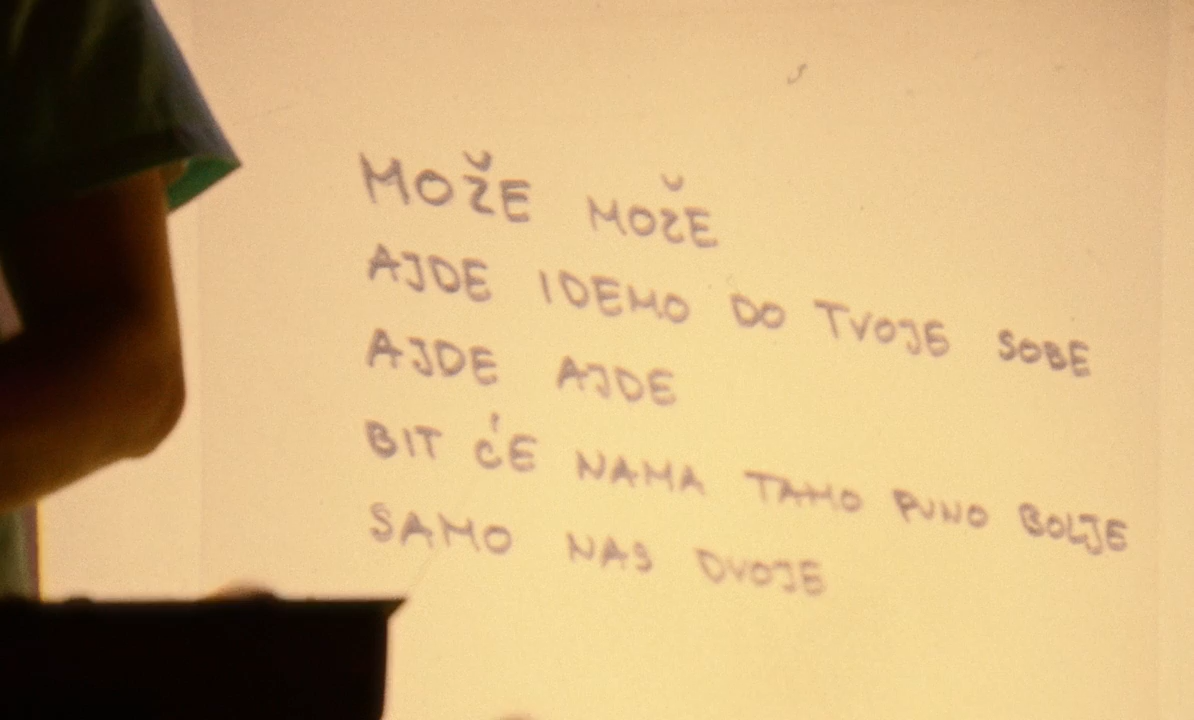 MOŽE MOŽE
AJDE IDEMO DO TVOJE SOBE
AJDE AJDE
BIT ĆE NAMA TAMO PUNO BOLJE
SAMO NAS DVOJE